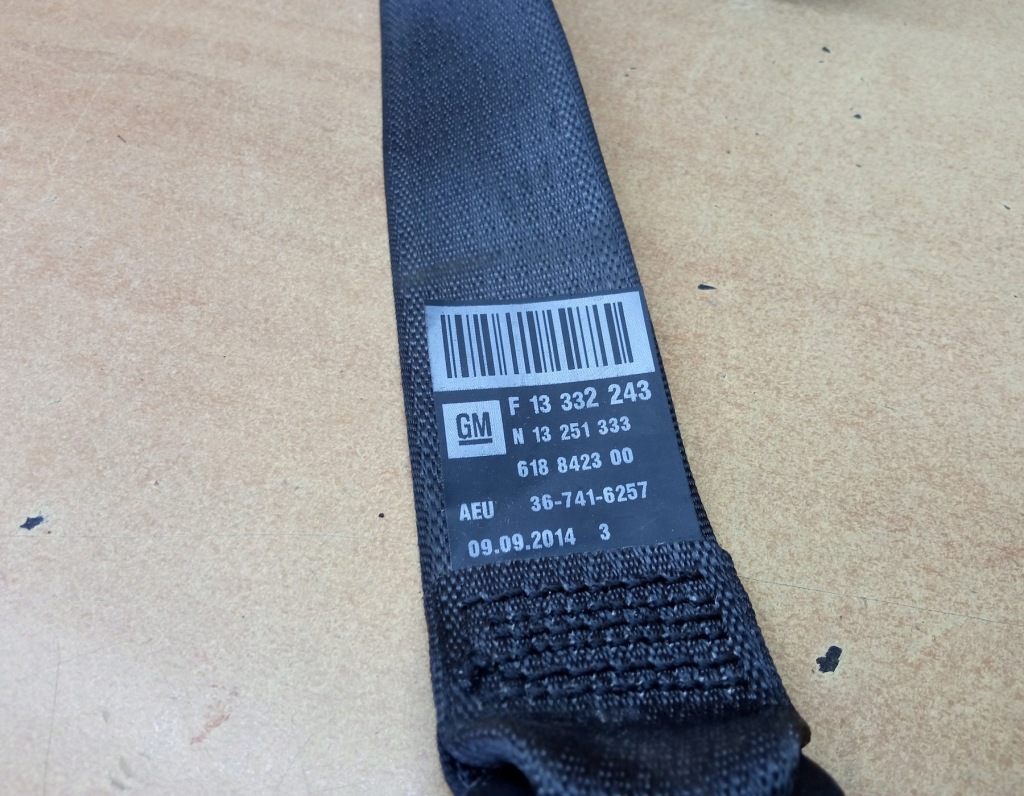 GM
F 13 332 243
N 13 251 333
618 8423 00
AEU 36-741-6257
09.09.2014 3